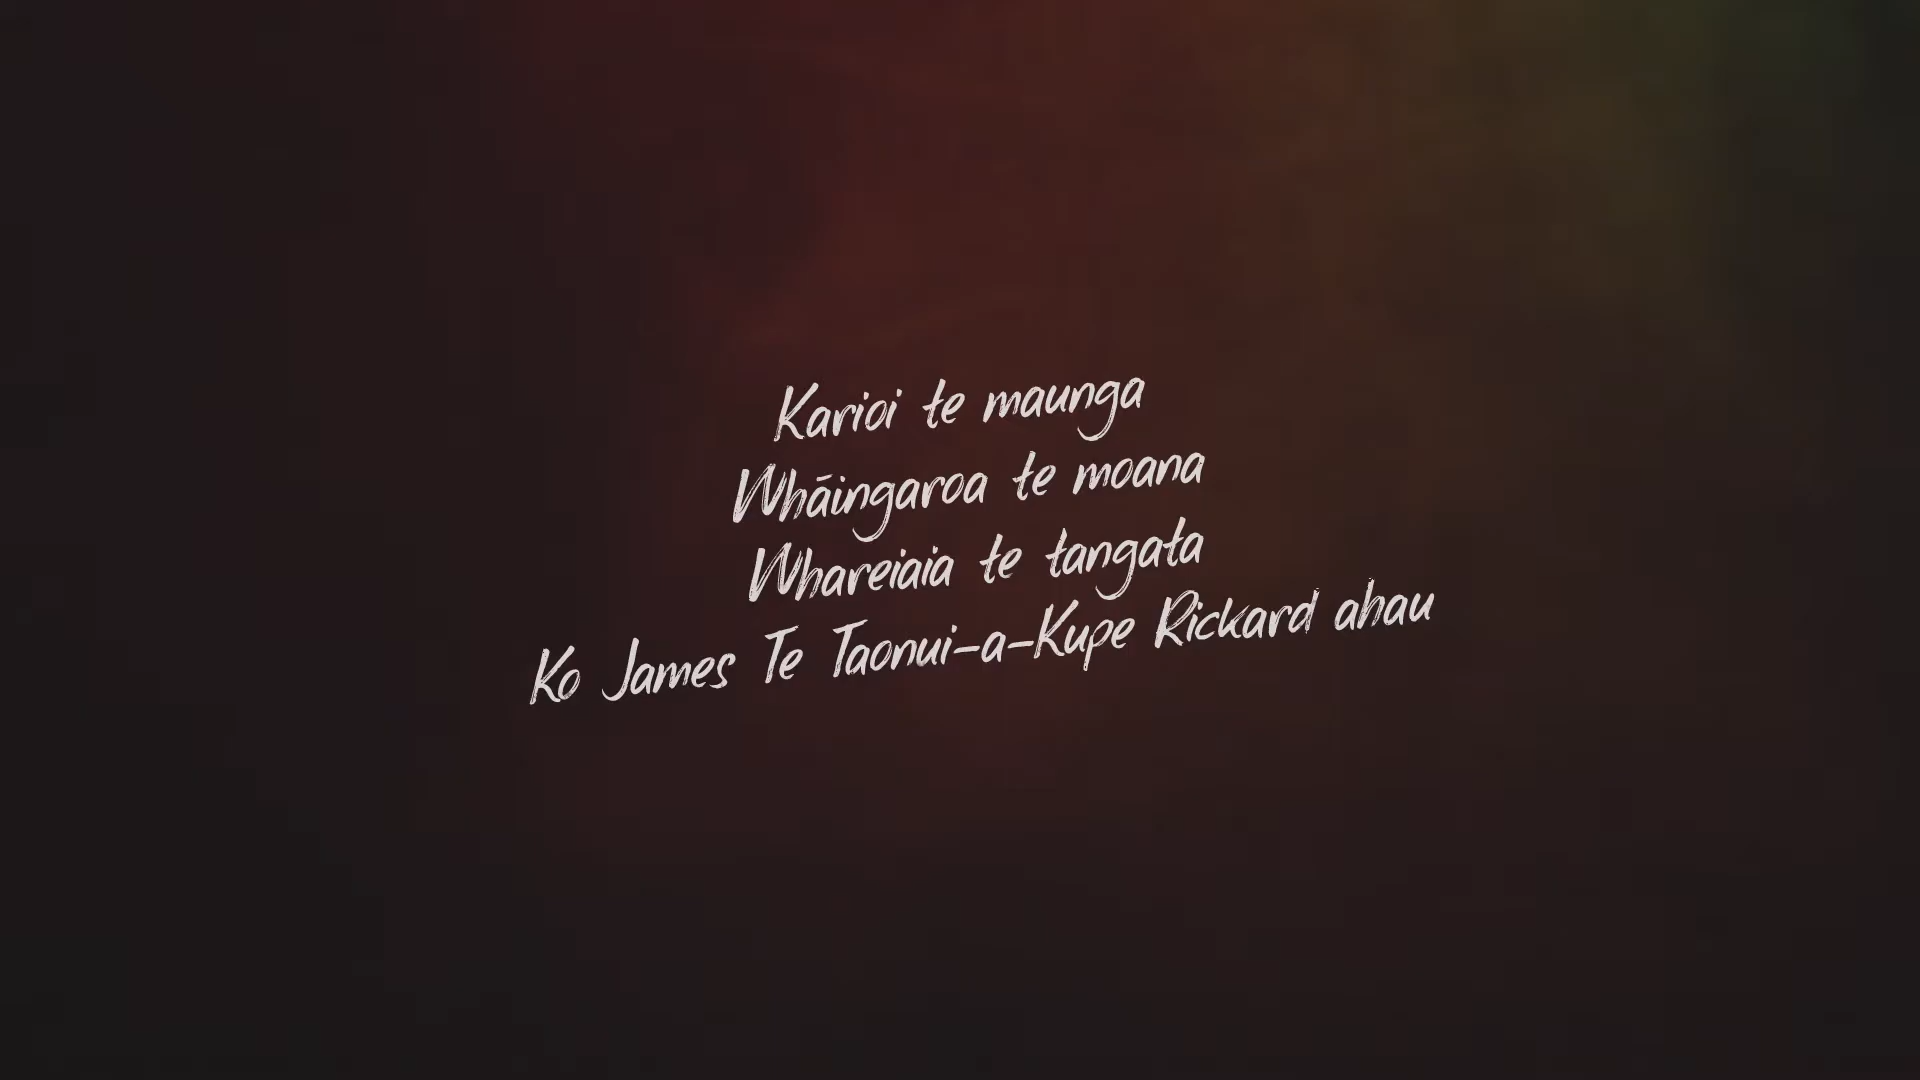 Karioi te maunga
Whāingaroa te moana
Whareiaia te tangata
Ko James Te Taonui-a-Kupe Rickard ahau